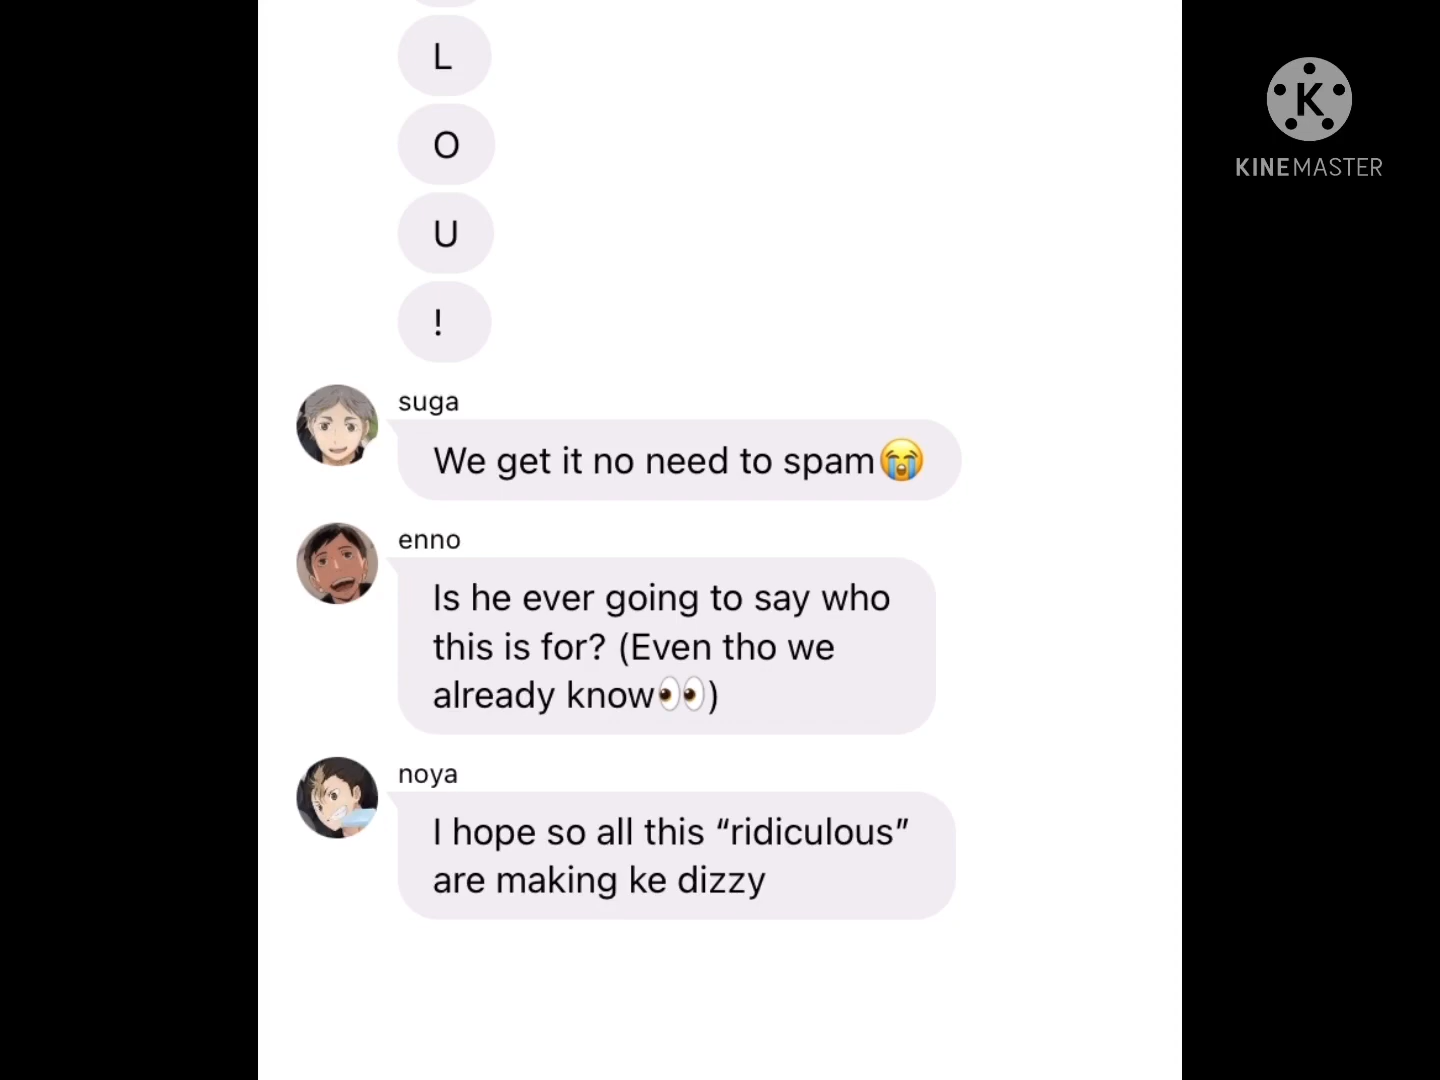 L
O
U
!
suga
We get it no need to spam😭
enno
Is he ever going to say who
this is for? (Even tho we
already know👀)
noya
I hope so all this “ridiculous”
are making ke dizzy
K
KINEMASTER